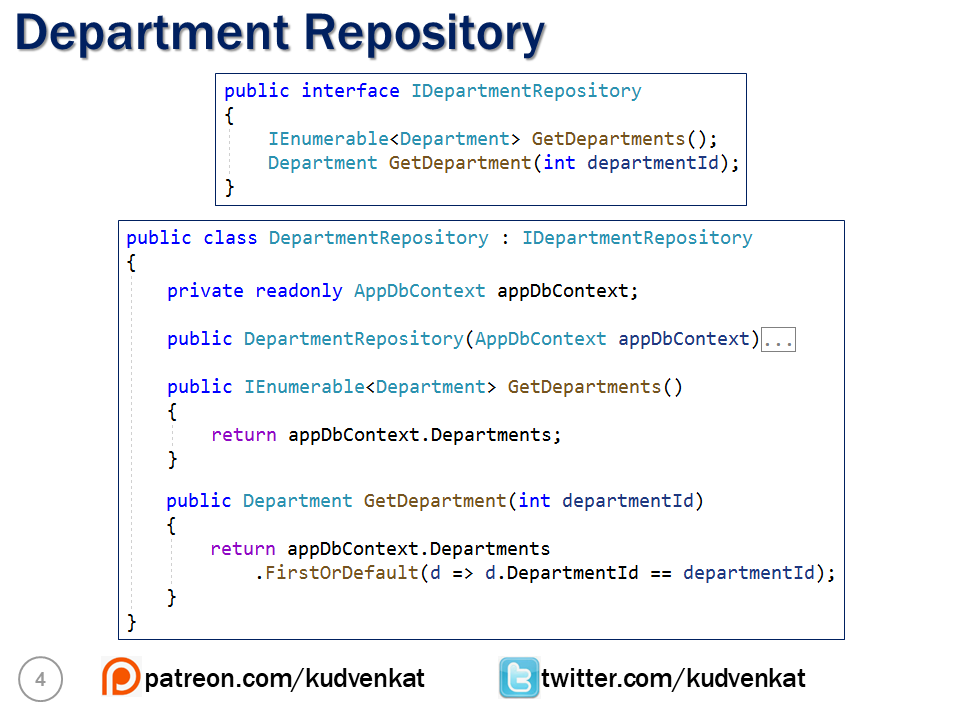 Department Repository
public interface IDepartmentRepository
{
IEnumerable<Department> GetDepartments();
Department GetDepartment(int departmentId);
}
public class DepartmentRepository : IDepartmentRepository
{
private readonly AppDbContext appDbContext;
public DepartmentRepository(AppDbContext appDbContext)...
public IEnumerable<Department> GetDepartments()
{
return appDbContext.Departments;
}
public Department GetDepartment(int departmentId)
{
return appDbContext.Departments
.FirstOrDefault(d => d.DepartmentId == departmentId);
}
}
4 patreon.com/kudvenkat twitter.com/kudvenkat